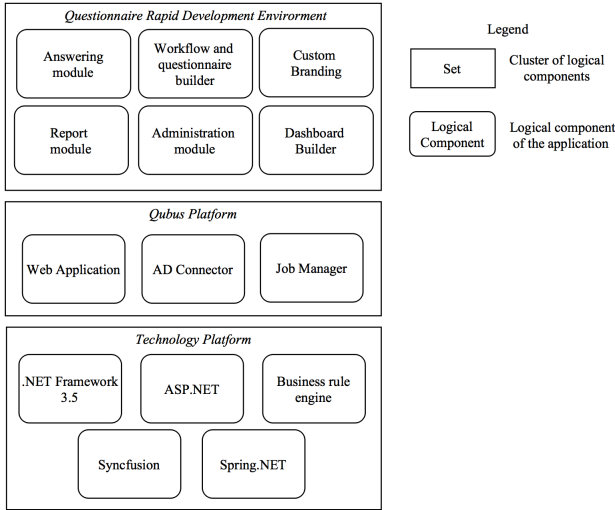 Questionnaire Rapid Development Envirorment
Answering
module
Workflow and
questionnaire
builder
Custom
Branding
Report
module
Administration
module
Dashboard
Builder
Qubus Platform
Web Application
AD Connector
Job Manager
Technology Platform
.NET Framework
3.5
ASP.NET
Business rule
engine
Syncfusion
Spring.NET
Legend
Set
Cluster of logical
components
Logical
Component
Logical component
of the application